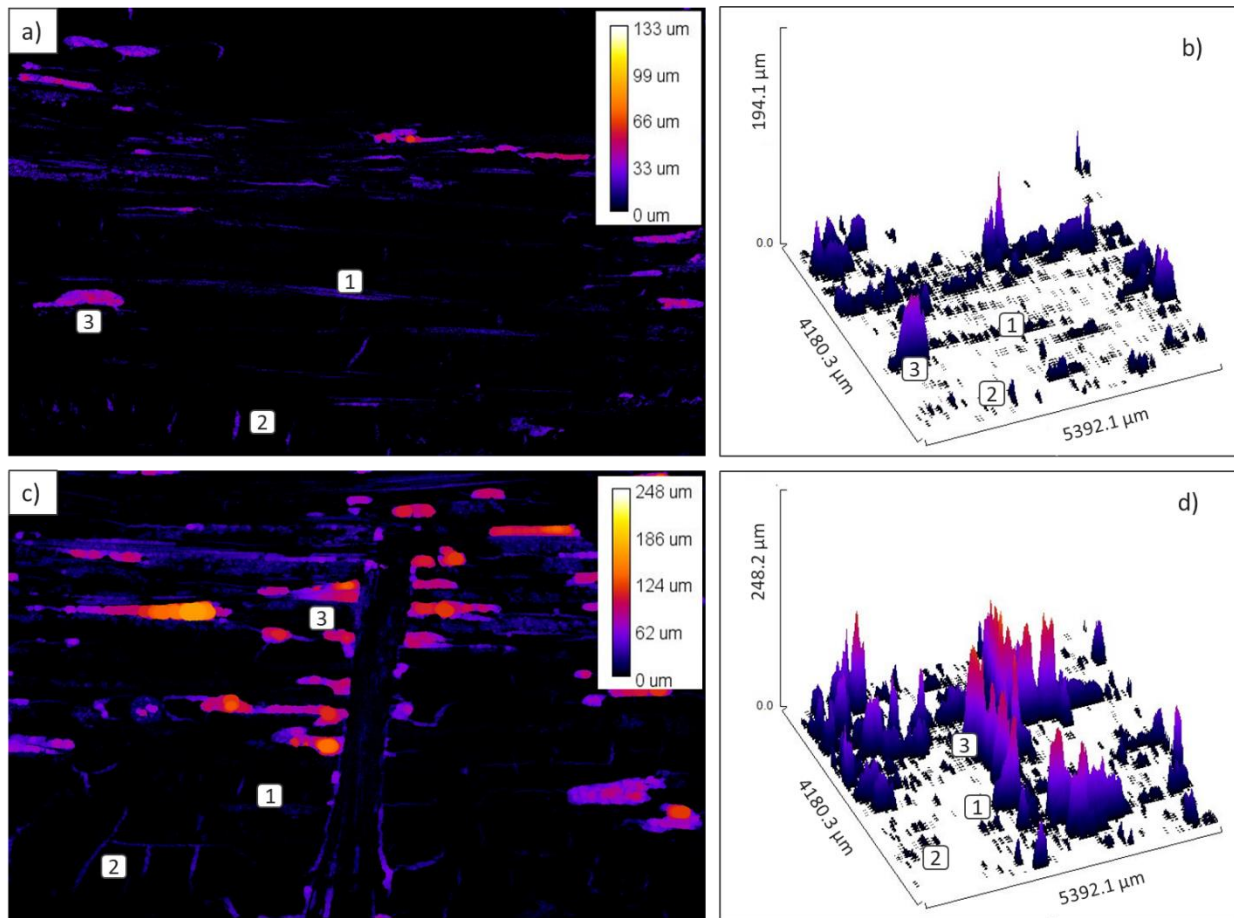 a)
133 um
99 um
66 um
33 um
0 um
1
3
2
b)
194.1 µm
0.0
1
3
2
4180.3 µm
5392.1 µm
c)
248 um
186 um
124 um
62 um
0 um
3
1
2
d)
248.2 µm
0.0
3
1
2
4180.3 µm
5392.1 µm